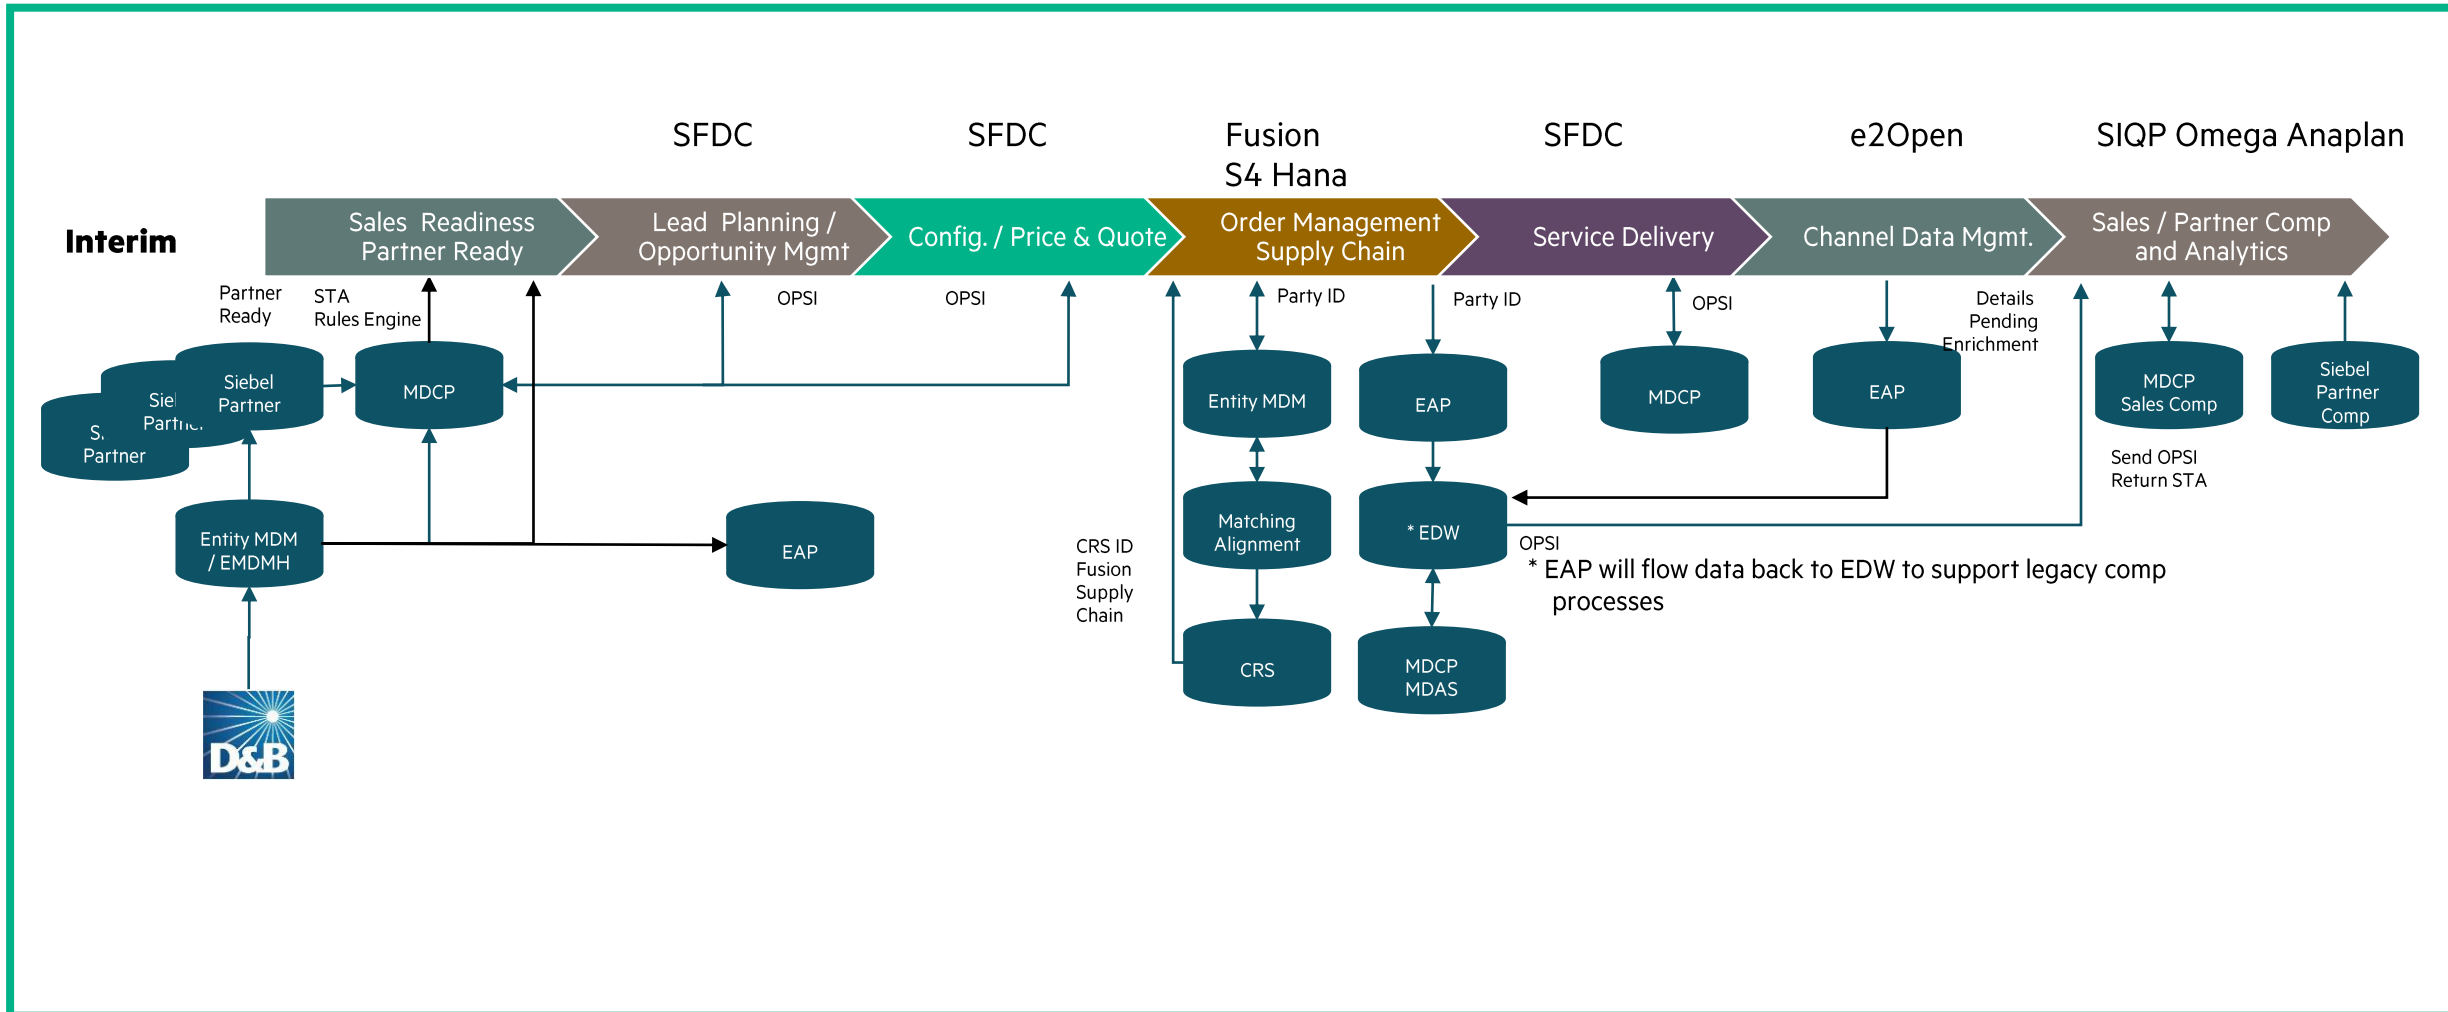 SFDC
SFDC
Fusion
S4 Hana
SFDC
e2Open
SIQP Omega Anaplan
Interim
Sales Readiness
Partner Ready
Lead Planning /
Opportunity Mgmt
Config. / Price & Quote
Order Management
Supply Chain
Service Delivery
Channel Data Mgmt.
Sales / Partner Comp
and Analytics
Partner
Ready
STA
Rules Engine
OPSI
OPSI
Party ID
Party ID
OPSI
Details
Pending
Enrichment
Siebel
Partner
Partner
MDCP
Entity MDM
EAP
MDCP
EAP
MDCP
Sales Comp
Siebel
Partner
Comp
Send OPSI
Return STA
Entity MDM
/ EMDMH
EAP
CRS ID
Fusion
Supply
Chain
Matching
Alignment
* EDW
OPSI
* EAP will flow data back to EDW to support legacy comp
processes
CRS
MDCP
MDAS
D&B